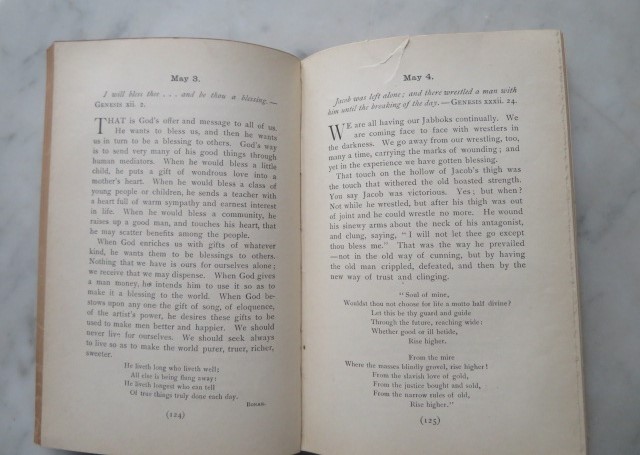 May 3.
I will bless thee . . . and be thou a blessing.—
GENESIS xii. 2.
THAT is God's offer and message to all of us.
He wants to bless us, and then he wants
us in turn to be a blessing to others. God's way
is to send very many of his good things through
human mediators. When he would bless a little
child, he puts a gift of wondrous love into a
mother's heart. When he would bless a class of
young people or children, he sends a teacher with
a heart full of warm sympathy and earnest interest
in life. When he would bless a community, he
raises up a good man, and touches his heart, that
he may scatter benefits among the people.
When God enriches us with gifts of whatever
kind, he wants them to be blessings to others.
Nothing that we have is ours for ourselves alone;
we receive that we may dispense. When God gives
a man money, he intends him to use it so as to
make it a blessing to the world. When God be-
stows upon any one the gift of song, of eloquence,
of the artist's power, he desires these gifts to be
used to make men better and happier. We should
never live for ourselves. We should seek always
to live so as to make the world purer, truer, richer,
sweeter.
He liveth long who liveth well;
All else is being flung away;
He liveth longest who can tell
Of true things truly done each day.
BONAR.
(124)
May 4.
Jacob was left alone; and there wrestled a man with
him until the breaking of the day.—GENESIS xxxii. 24.
WE are all having our Jabboks continually. We
are coming face to face with wrestlers in
the darkness. We go away from our wrestling, too,
many a time, carrying the marks of wounding; and
yet in the experience we have gotten blessing.
That touch on the hollow of Jacob's thigh was
the touch that withered the old boasted strength.
You say Jacob was victorious. Yes; but when?
Not while he wrestled, but after his thigh was out
of joint and he could wrestle no more. He wound
his sinewy arms about the neck of his antagonist,
and clung, saying, "I will not let thee go except
thou bless me." That was the way he prevailed
—not in the old way of cunning, but by having
the old man crippled, defeated, and then by the
new way of trust and clinging.
"Soul of mine,
Wouldst thou not choose for life a motto half divine?
Let this be thy guard and guide
Through the future, reaching wide;
Whether good or ill betide,
Rise higher.
From the mire
Where the masses blindly grovel, rise higher!
From the slavish love of gold,
From the justice bought and sold,
From the narrow rules of old,
Rise higher."
(125)